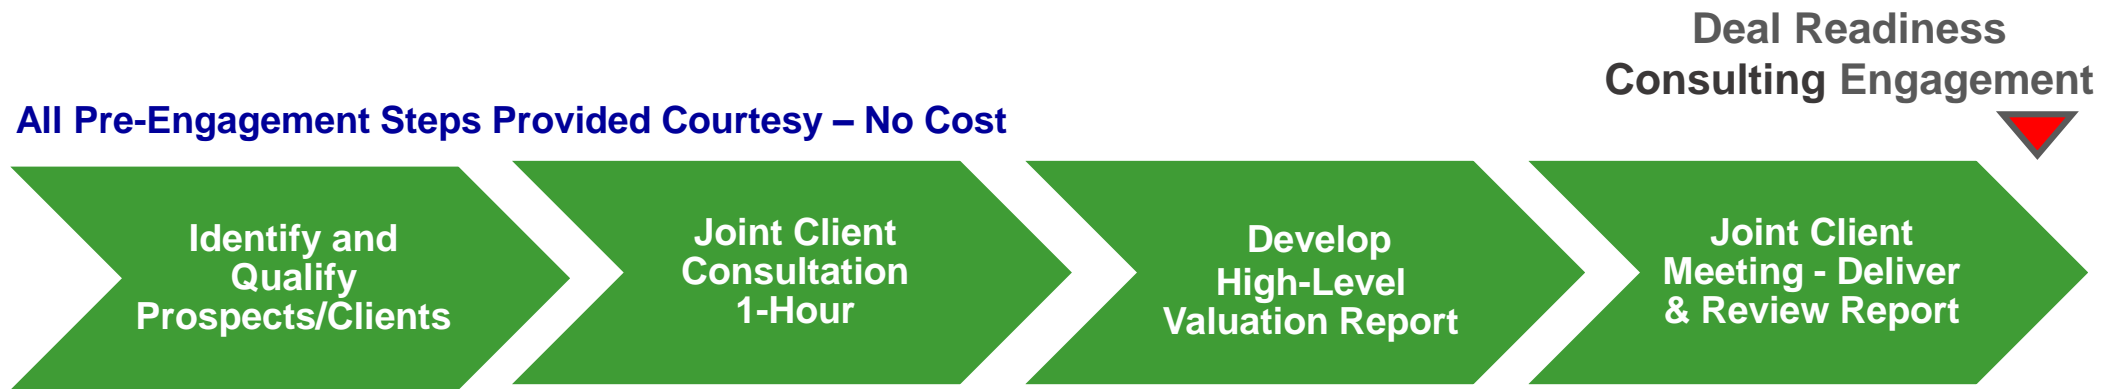 Deal Readiness
Consulting Engagement
All Pre-Engagement Steps Provided Courtesy – No Cost
Identify and
Qualify
Prospects/Clients
Joint Client
Consultation
1-Hour
Develop
High-Level
Valuation Report
Joint Client
Meeting - Deliver
& Review Report